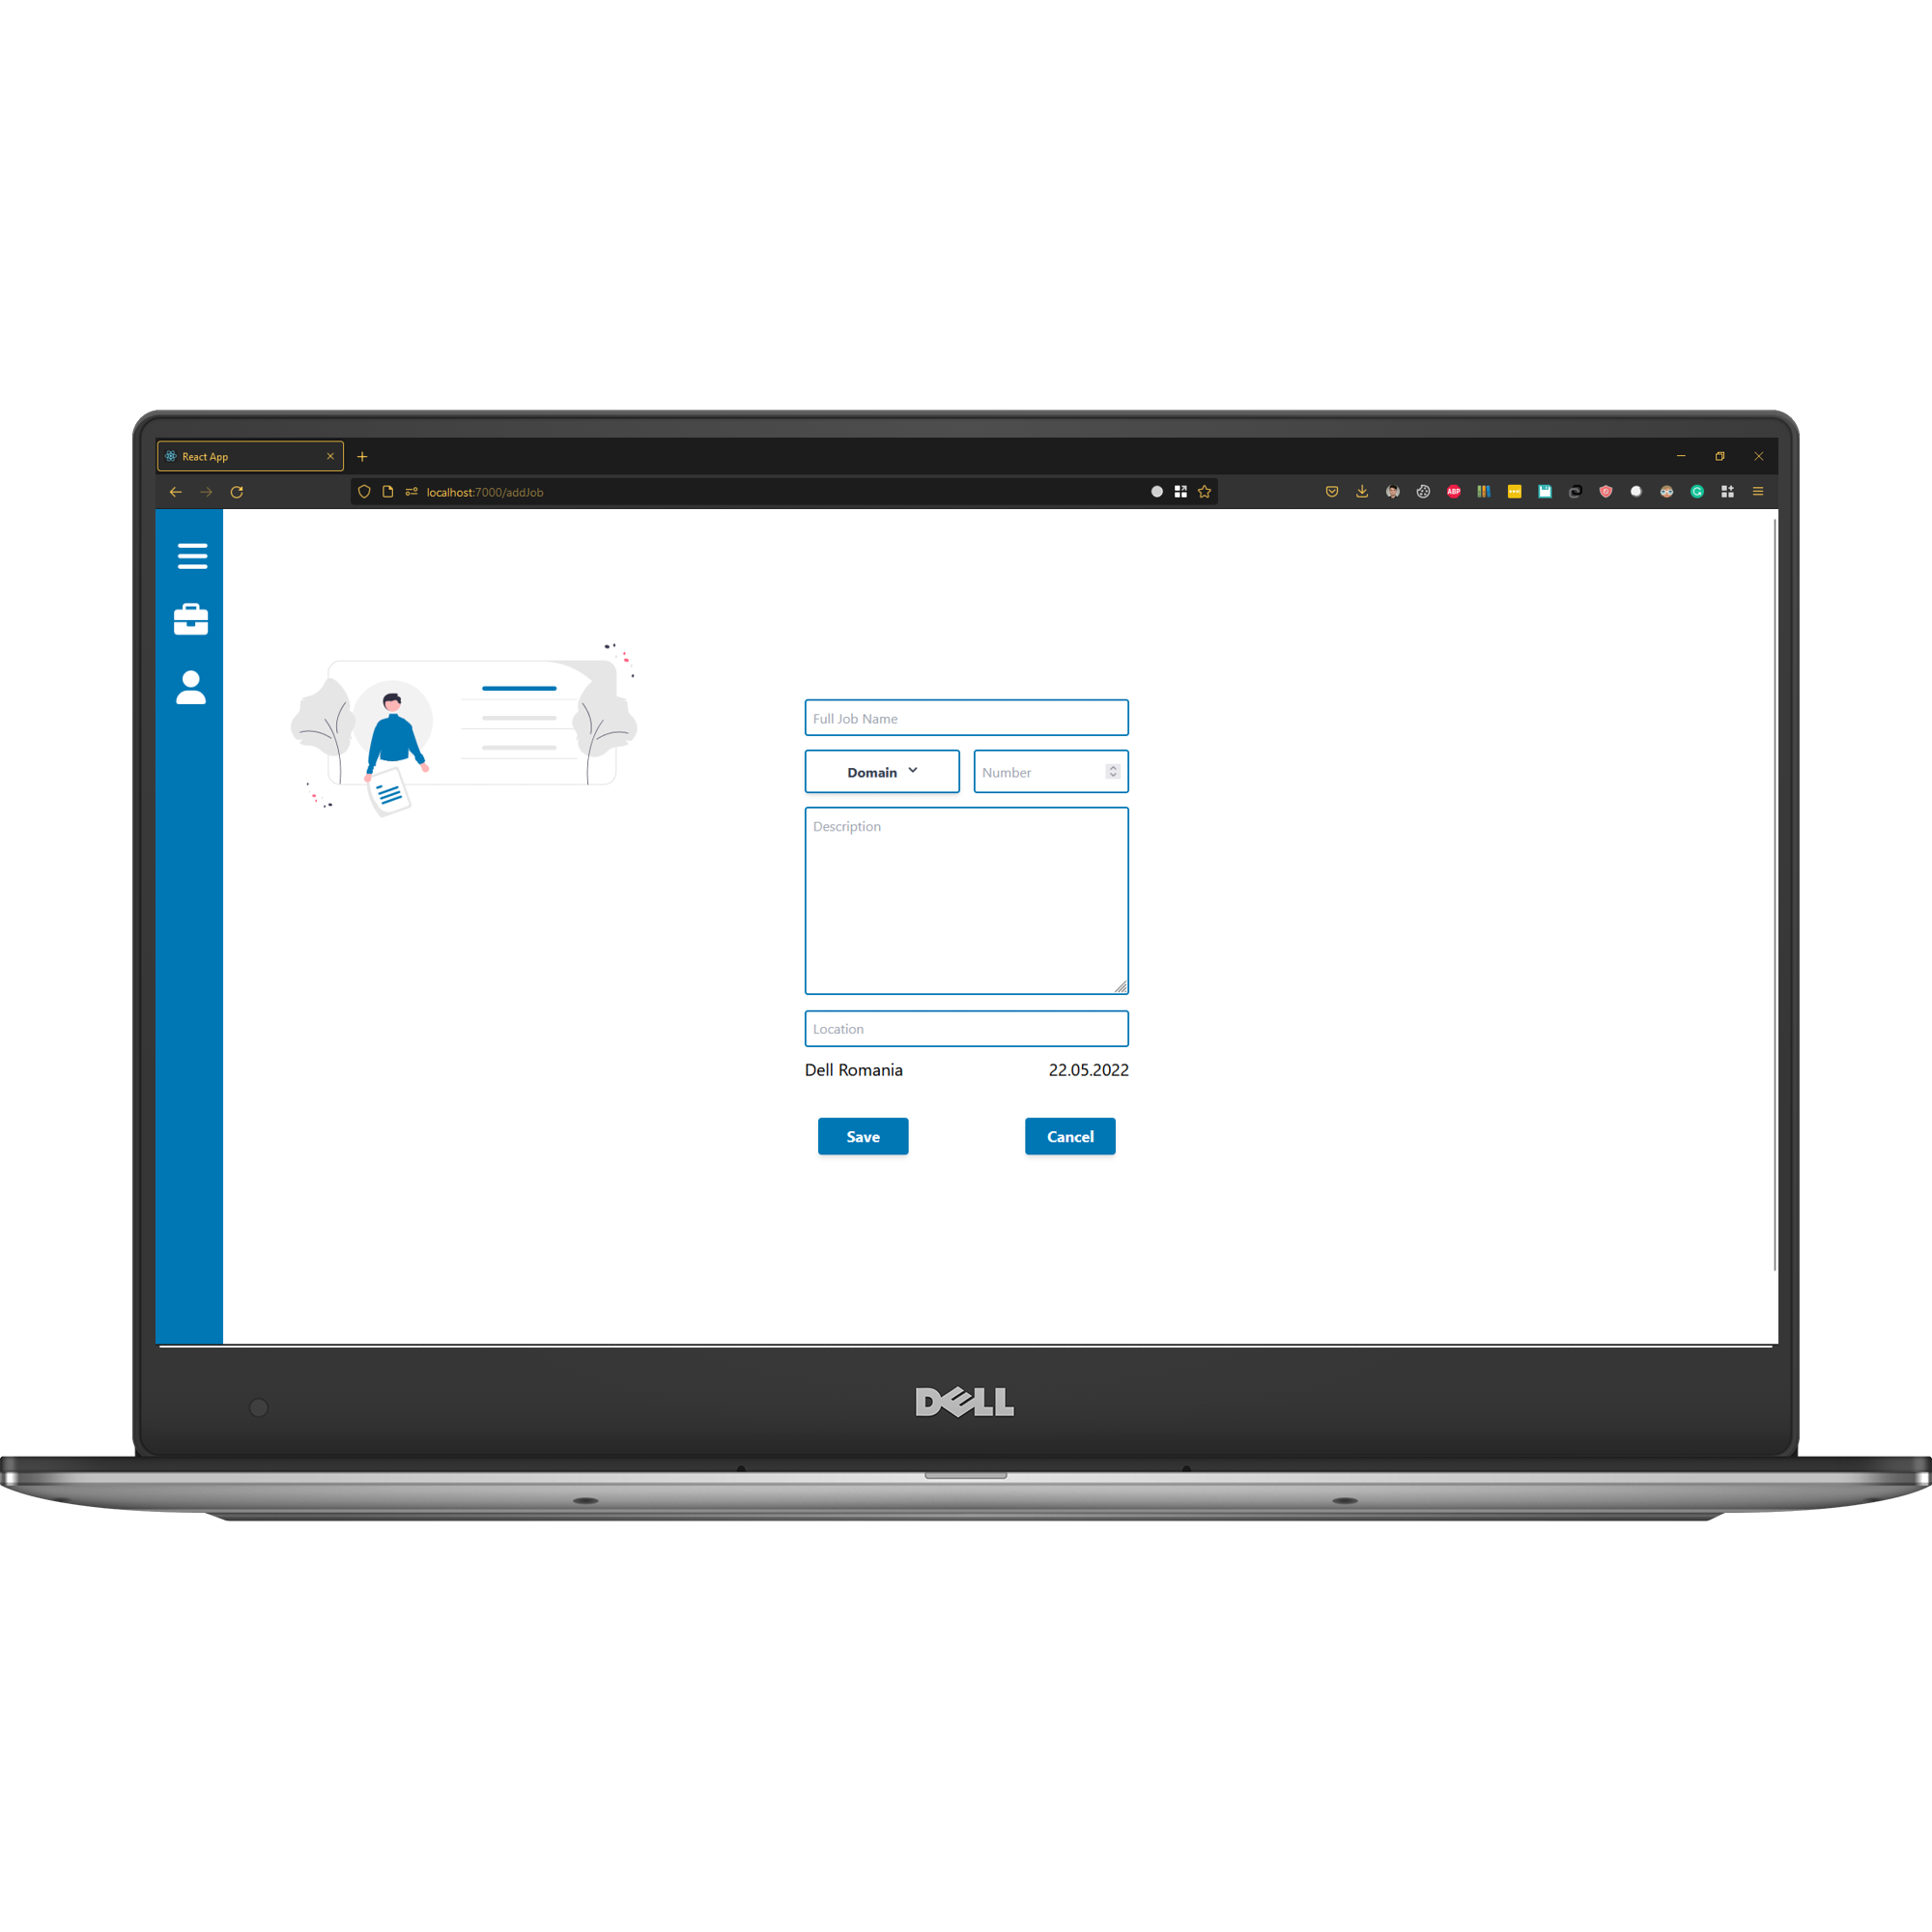 React App
localhost:7000/addJob
ABP
Full Job Name
Domain
Number
Description
Location
Dell Romania 22.05.2022
Save Cancel
DELL